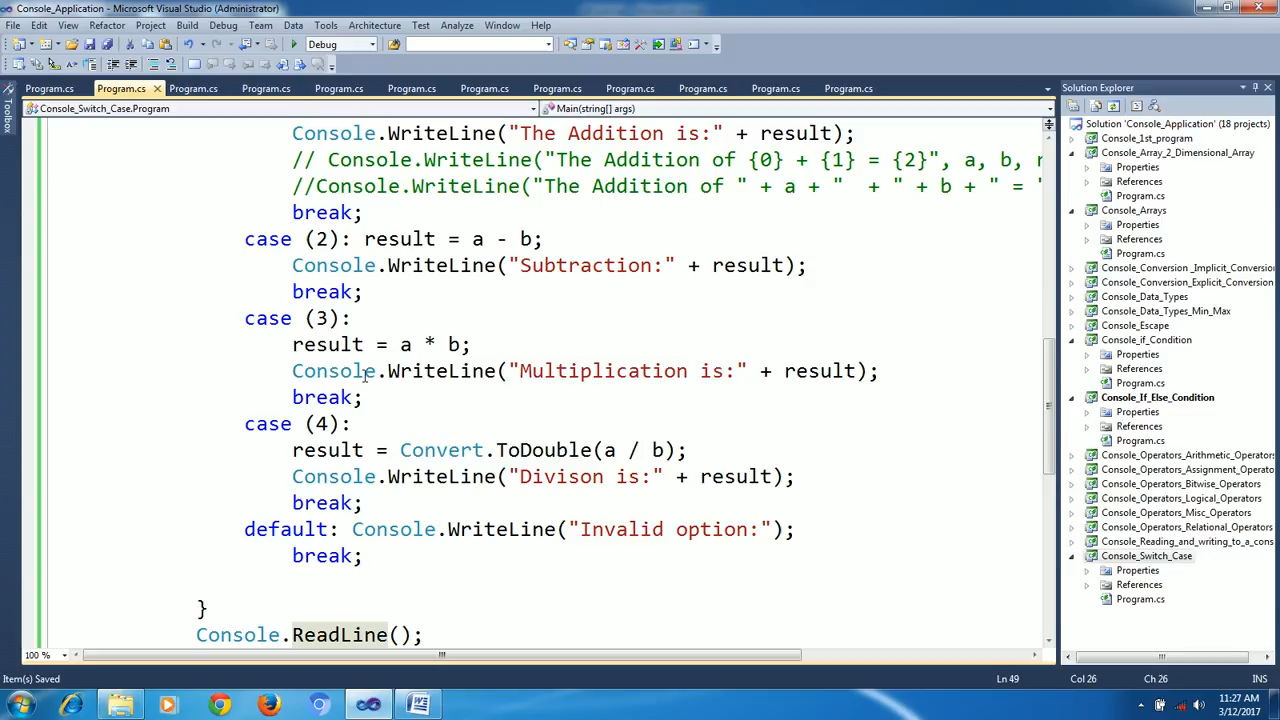 Console_Application - Microsoft Visual Studio (Administrator)
File Edit View Refactor Project Build Debug Team Data Tools Architecture Test Analyze Window Help
Debug
Program.cs Program.cs Program.cs Program.cs Program.cs Program.cs Program.cs Program.cs Program.cs Program.cs Program.cs Program.cs
Toolbox
Console_Switch_Case.Program
Main(string[] args)
Console.WriteLine("The Addition is:" + result);
// Console.WriteLine("The Addition of {0} + {1} = {2}", a, b, r
//Console.WriteLine("The Addition of " + a + "  + " + b + " = "
break;
case (2): result = a - b;
Console.WriteLine("Subtraction:" + result);
break;
case (3):
result = a * b;
Console.WriteLine("Multiplication is:" + result);
break;
case (4):
result = Convert.ToDouble(a / b);
Console.WriteLine("Divison is:" + result);
break;
default: Console.WriteLine("Invalid option:");
break;
}
Console.ReadLine();
100 %
Solution Explorer
Solution 'Console_Application' (18 projects)
Console_1st_program
Console_Array_2_Dimensional_Array
Properties
References
Program.cs
Console_Arrays
Properties
References
Program.cs
Console_Conversion _Implicit_Conversion
Console_Conversion_Explicit_Conversion
Console_Data_Types
Console_Data_Types_Min_Max
Console_Escape
Console_if_Condition
Properties
References
Program.cs
Console_If_Else_Condition
Properties
References
Program.cs
Console_Operators_Arithmetic_Operators
Console_Operators_Assignment_Operato
Console_Operators_Bitwise_Operators
Console_Operators_Logical_Operators
Console_Operators_Misc_Operators
Console_Operators_Relational_Operators
Console_Reading_and_writing_to_a_cons
Console_Switch_Case
Properties
References
Program.cs
Item(s) Saved
Ln 49 Col 26 Ch 26 INS
11:27 AM
3/12/2017